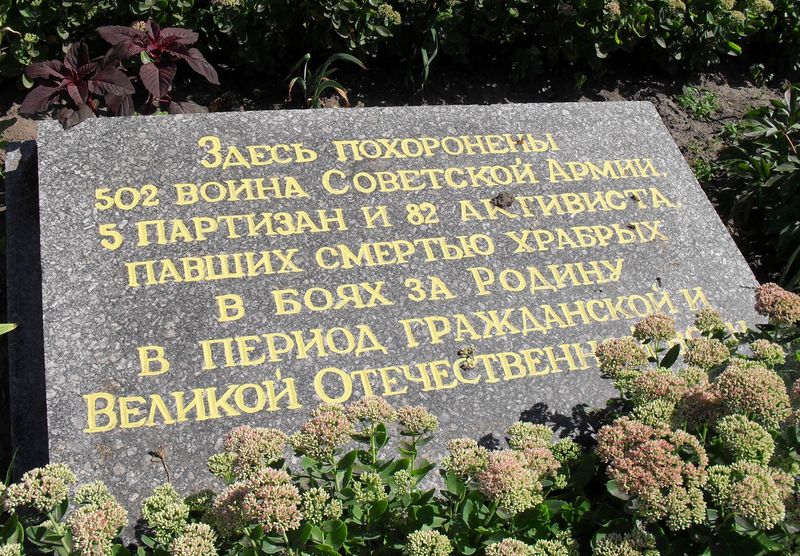 Здесь похоронены
502 воина Советской Армии,
5 партизан и 82 активиста,
павших смертью храбрых
в боях за Родину
в период гражданской и
Великой Отечественной